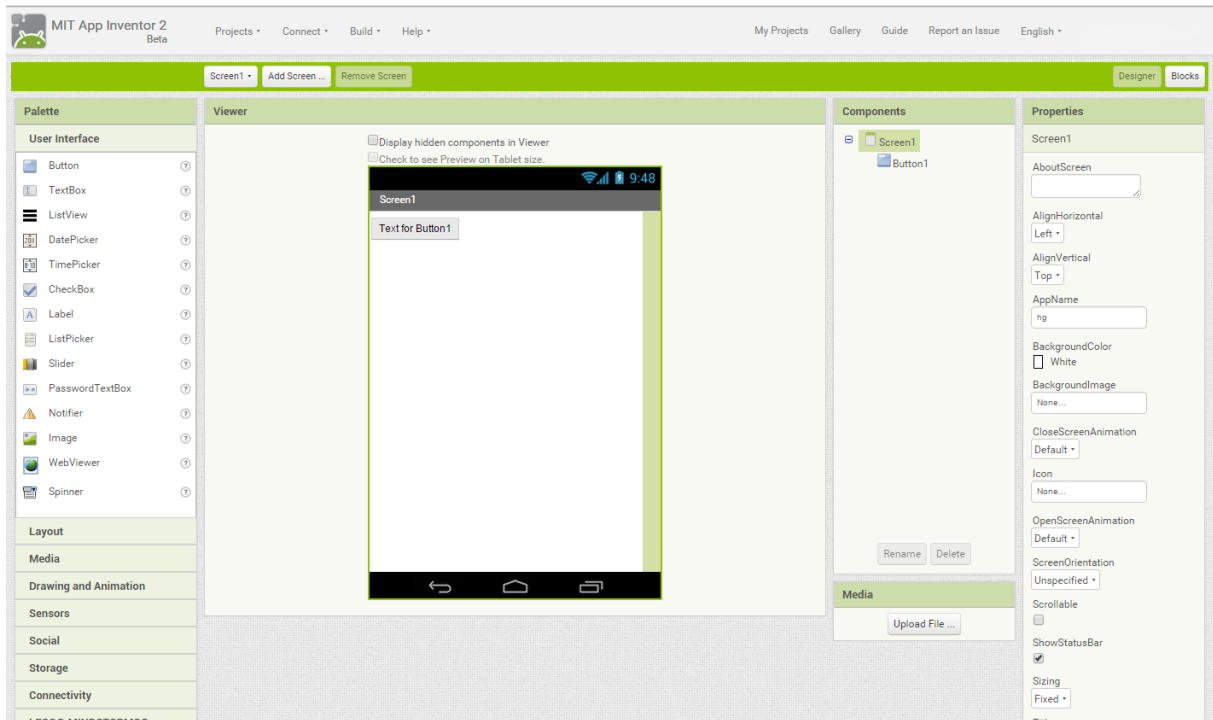 MIT App Inventor 2
Beta
Projects Connect Build Help
My Projects Gallery Guide Report an Issue English
Screen1 Add Screen ... Remove Screen
Designer Blocks
Palette
User Interface
Button
TextBox
ListView
DatePicker
TimePicker
CheckBox
Label
ListPicker
Slider
PasswordTextBox
Notifier
Image
WebViewer
Spinner
Layout
Media
Drawing and Animation
Sensors
Social
Storage
Connectivity
Viewer
Display hidden components in Viewer
Check to see Preview on Tablet size.
9:48
Screen1
Text for Button1
Components
Screen1
Button1
Rename Delete
Media
Upload File ...
Properties
Screen1
AboutScreen
AlignHorizontal
Left
AlignVertical
Top
AppName
hg
BackgroundColor
White
BackgroundImage
None...
CloseScreenAnimation
Default
Icon
None...
OpenScreenAnimation
Default
ScreenOrientation
Unspecified
Scrollable
ShowStatusBar
Sizing
Fixed